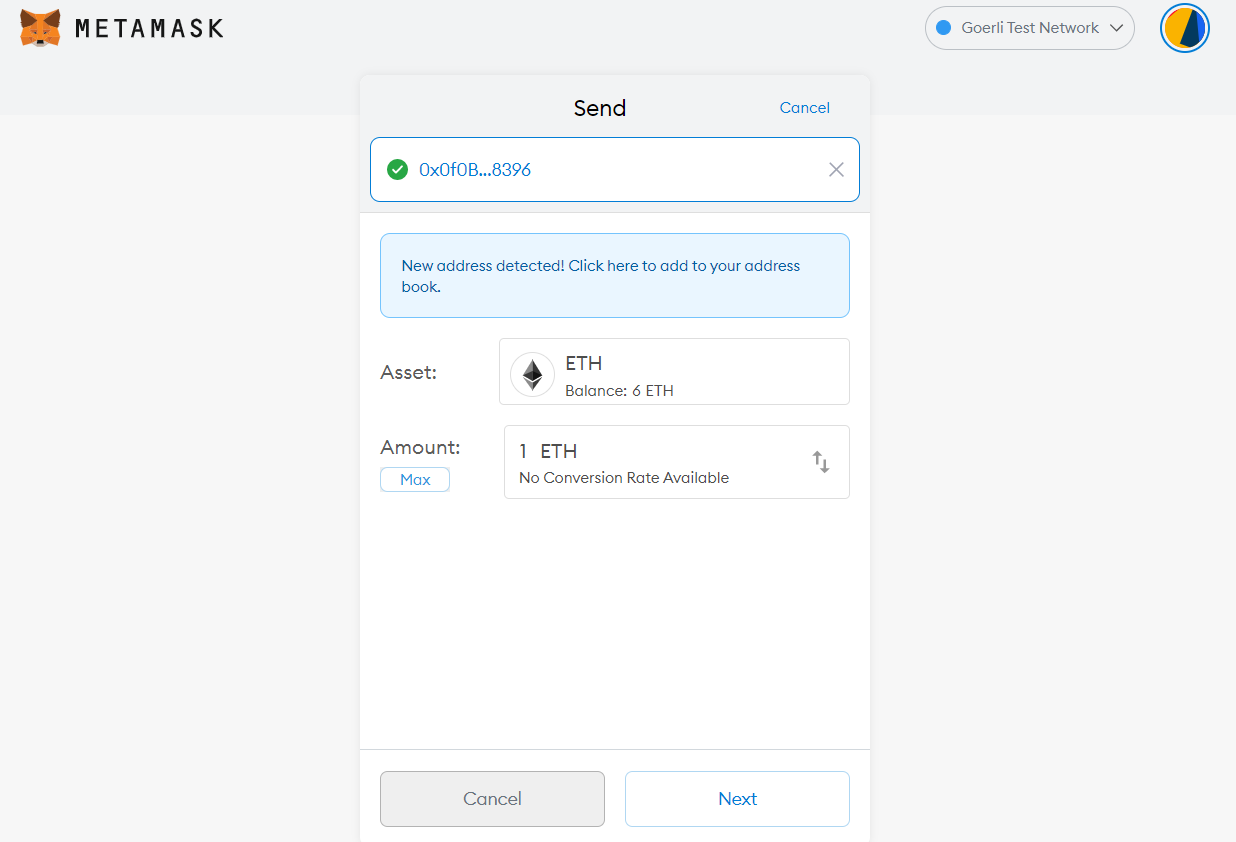 METAMASK
Goerli Test Network
Send
Cancel
0x0f0B...8396
New address detected! Click here to add to your address
book.
Asset:
ETH
Balance: 6 ETH
Amount:
Max
1 ETH
No Conversion Rate Available
Cancel
Next